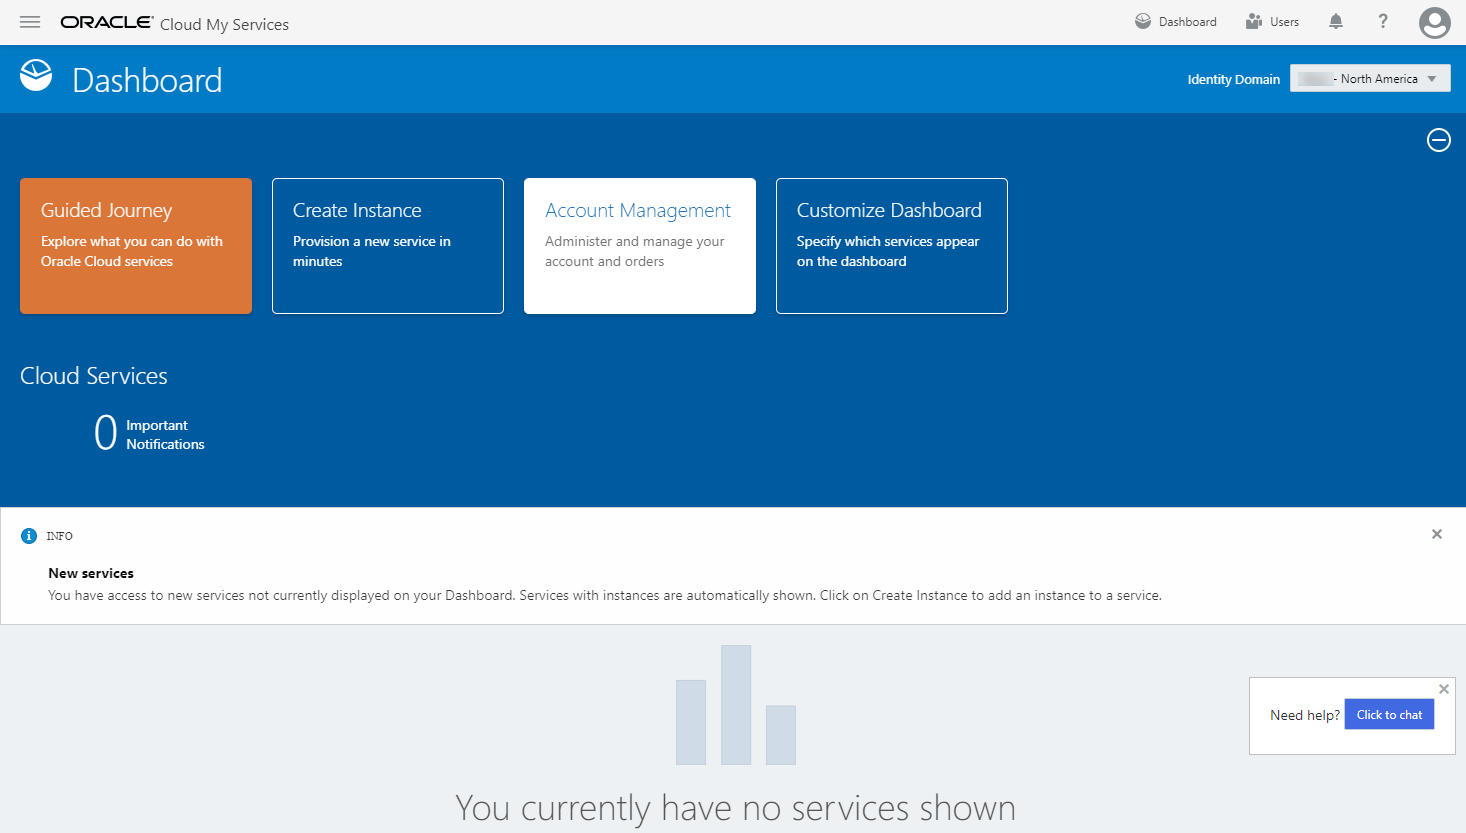 ORACLE Cloud My Services
Dashboard
Users
?
Dashboard
Identity Domain
- North America
Guided Journey
Explore what you can do with
Oracle Cloud services
Create Instance
Provision a new service in
minutes
Account Management
Administer and manage your
account and orders
Customize Dashboard
Specify which services appear
on the dashboard
Cloud Services
0 Important
Notifications
INFO
New services
You have access to new services not currently displayed on your Dashboard. Services with instances are automatically shown. Click on Create Instance to add an instance to a service.
Need help? Click to chat
You currently have no services shown